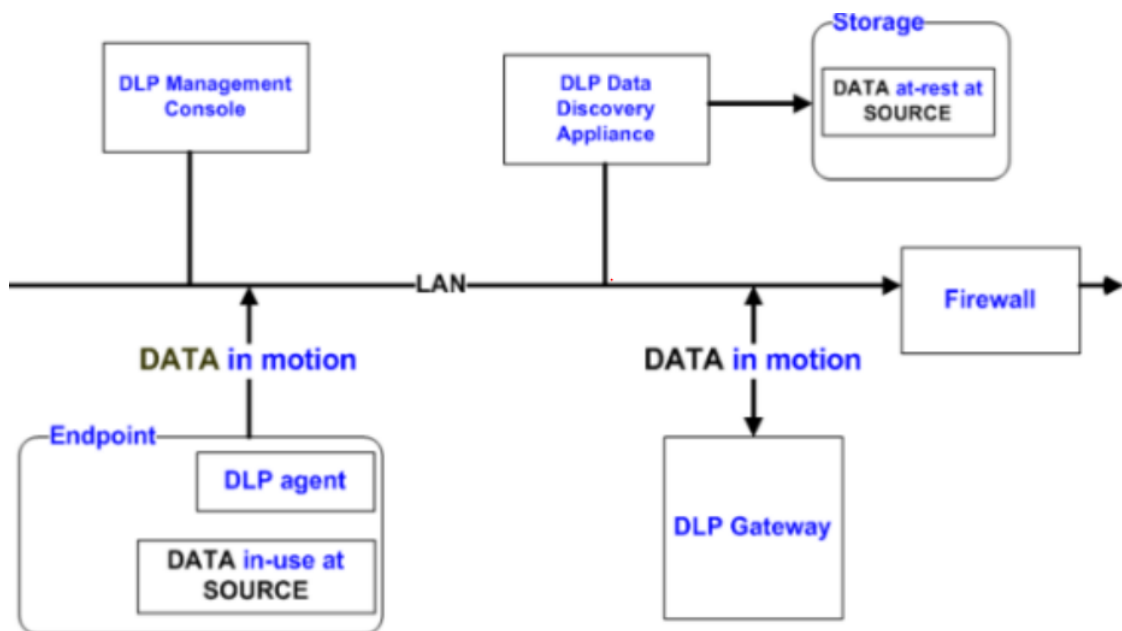 Storage
DLP Management
Console
DLP Data
Discovery
Appliance
DATA at-rest at
SOURCE
LAN
Firewall
DATA in motion
DATA in motion
Endpoint
DLP agent
DATA in-use at
SOURCE
DLP Gateway